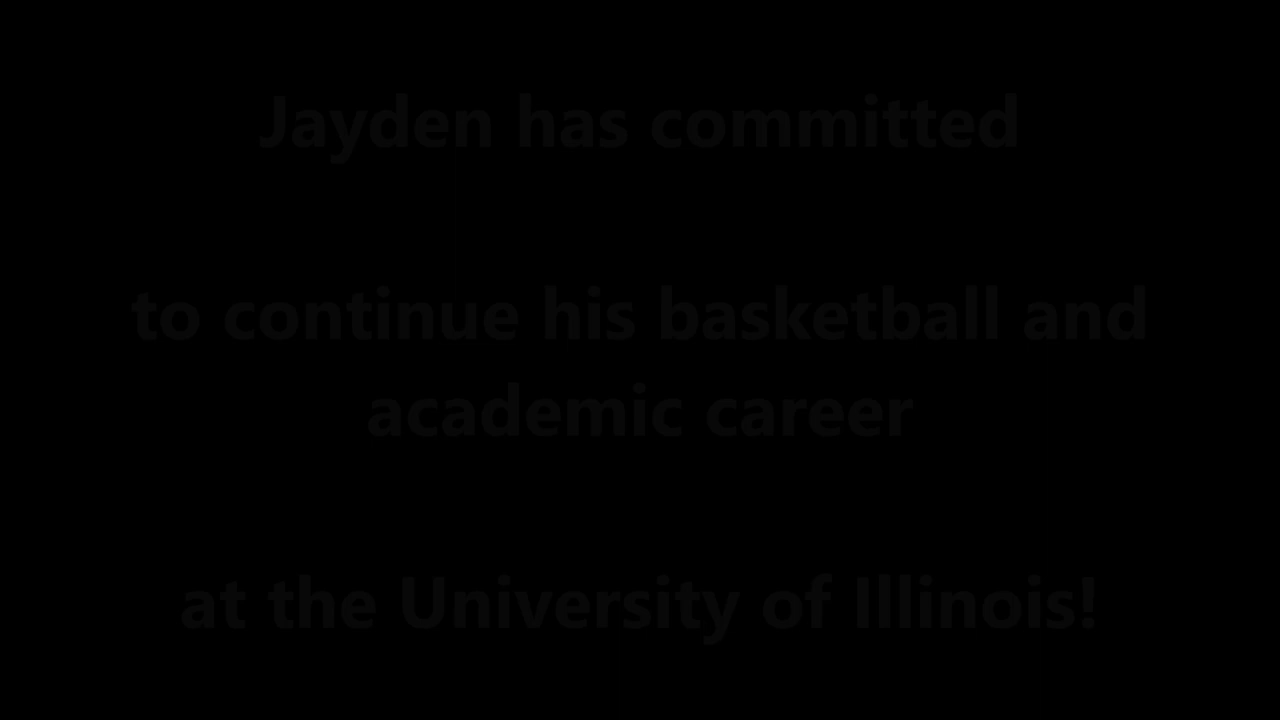 Jayden has committed
to continue his basketball and
academic career
at the University of Illinois!